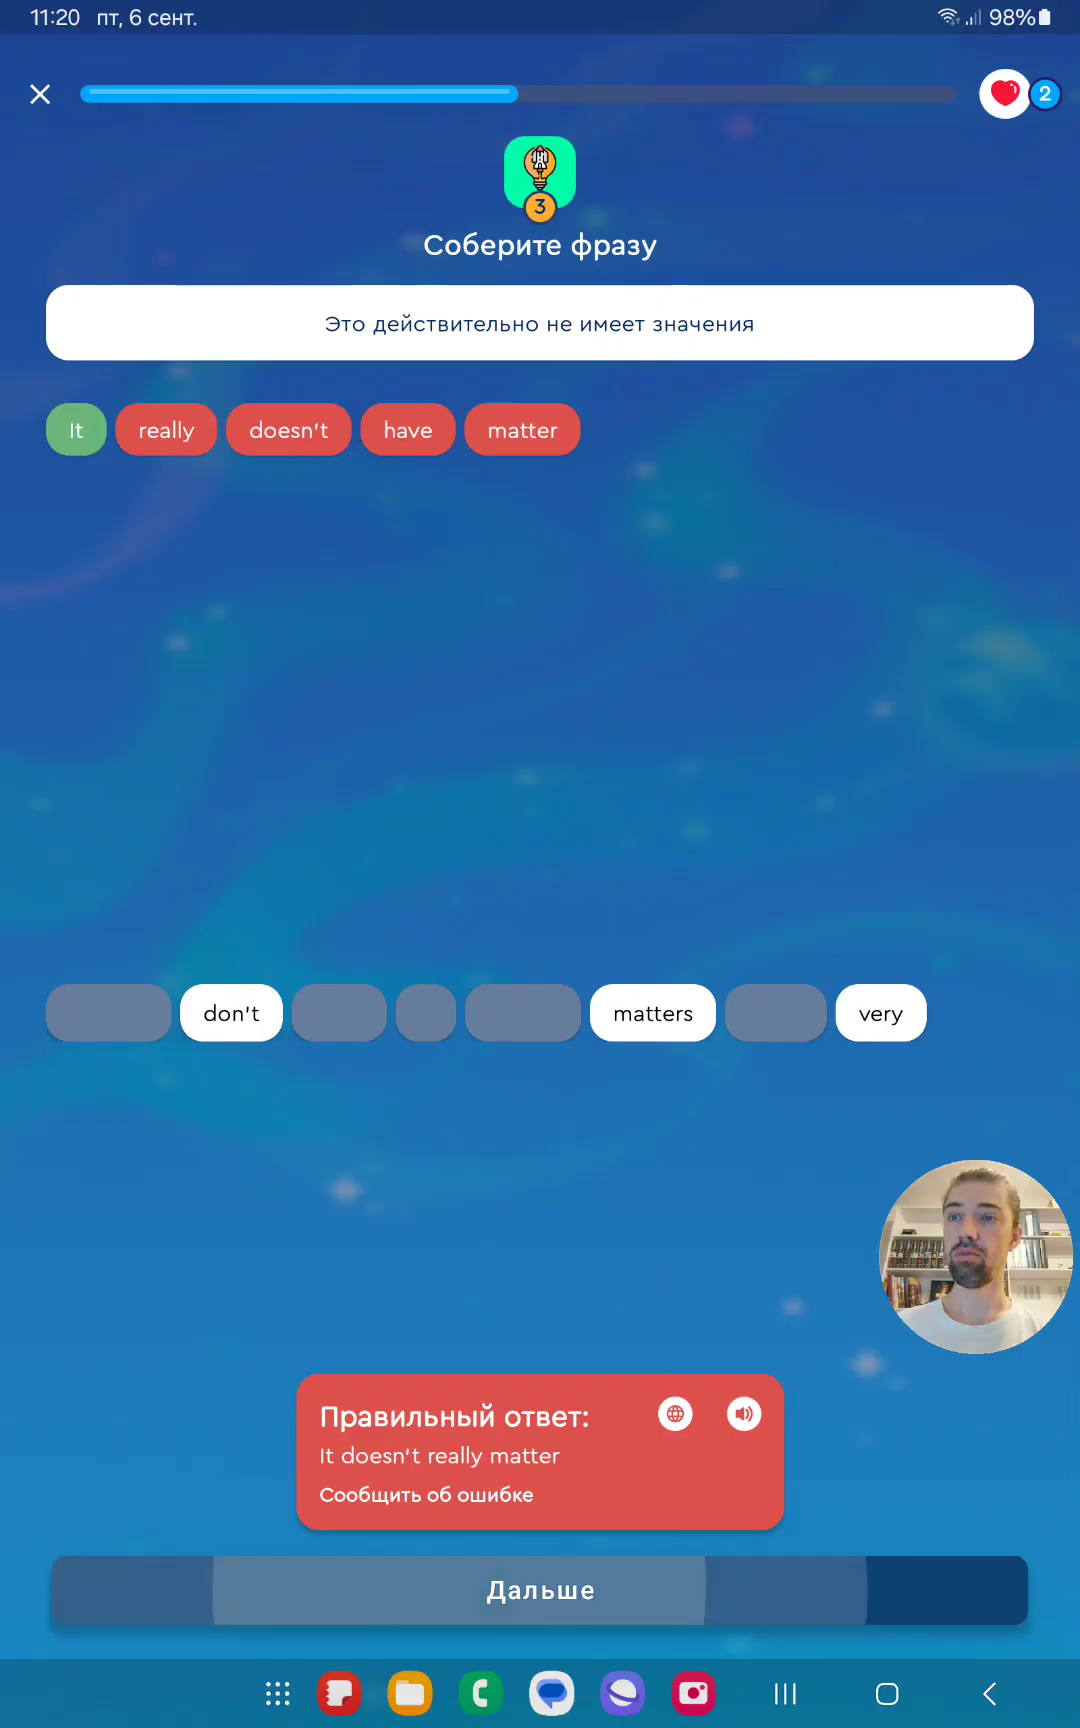 11:20 пт, 6 сент. 98%
2
3
Соберите фразу
Это действительно не имеет значения
It really doesn't have matter
don't matters very
Правильный ответ:
It doesn't really matter
Сообщить об ошибке
Дальше